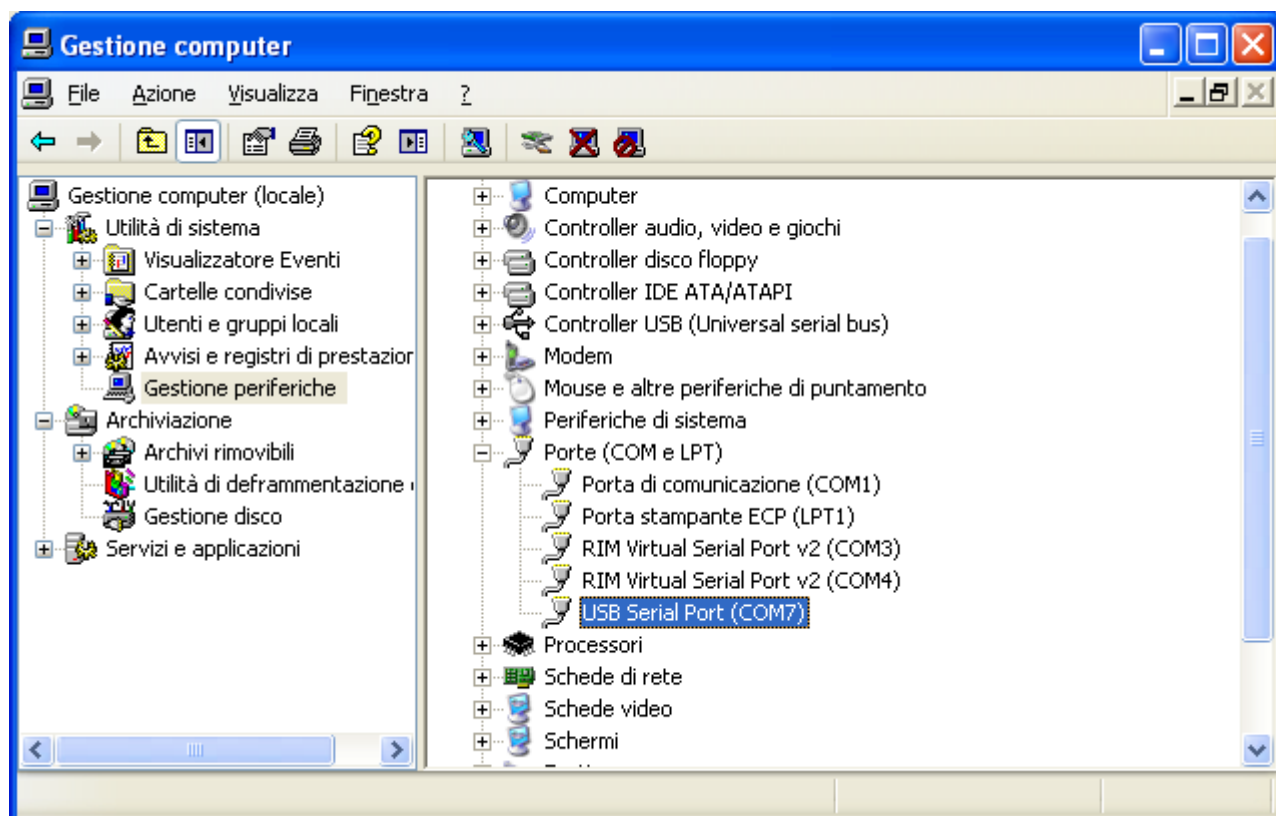 Gestione computer
File Azione Visualizza Finestra ?
Gestione computer (locale)
Utilità di sistema
Visualizzatore Eventi
Cartelle condivise
Utenti e gruppi locali
Avvisi e registri di prestazior
Gestione periferiche
Archiviazione
Archivi rimovibili
Utilità di deframmentazione
Gestione disco
Servizi e applicazioni
Computer
Controller audio, video e giochi
Controller disco floppy
Controller IDE ATA/ATAPI
Controller USB (Universal serial bus)
Modem
Mouse e altre periferiche di puntamento
Periferiche di sistema
Porte (COM e LPT)
Porta di comunicazione (COM1)
Porta stampante ECP (LPT1)
RIM Virtual Serial Port v2 (COM3)
RIM Virtual Serial Port v2 (COM4)
USB Serial Port (COM7)
Processori
Schede di rete
Schede video
Schermi